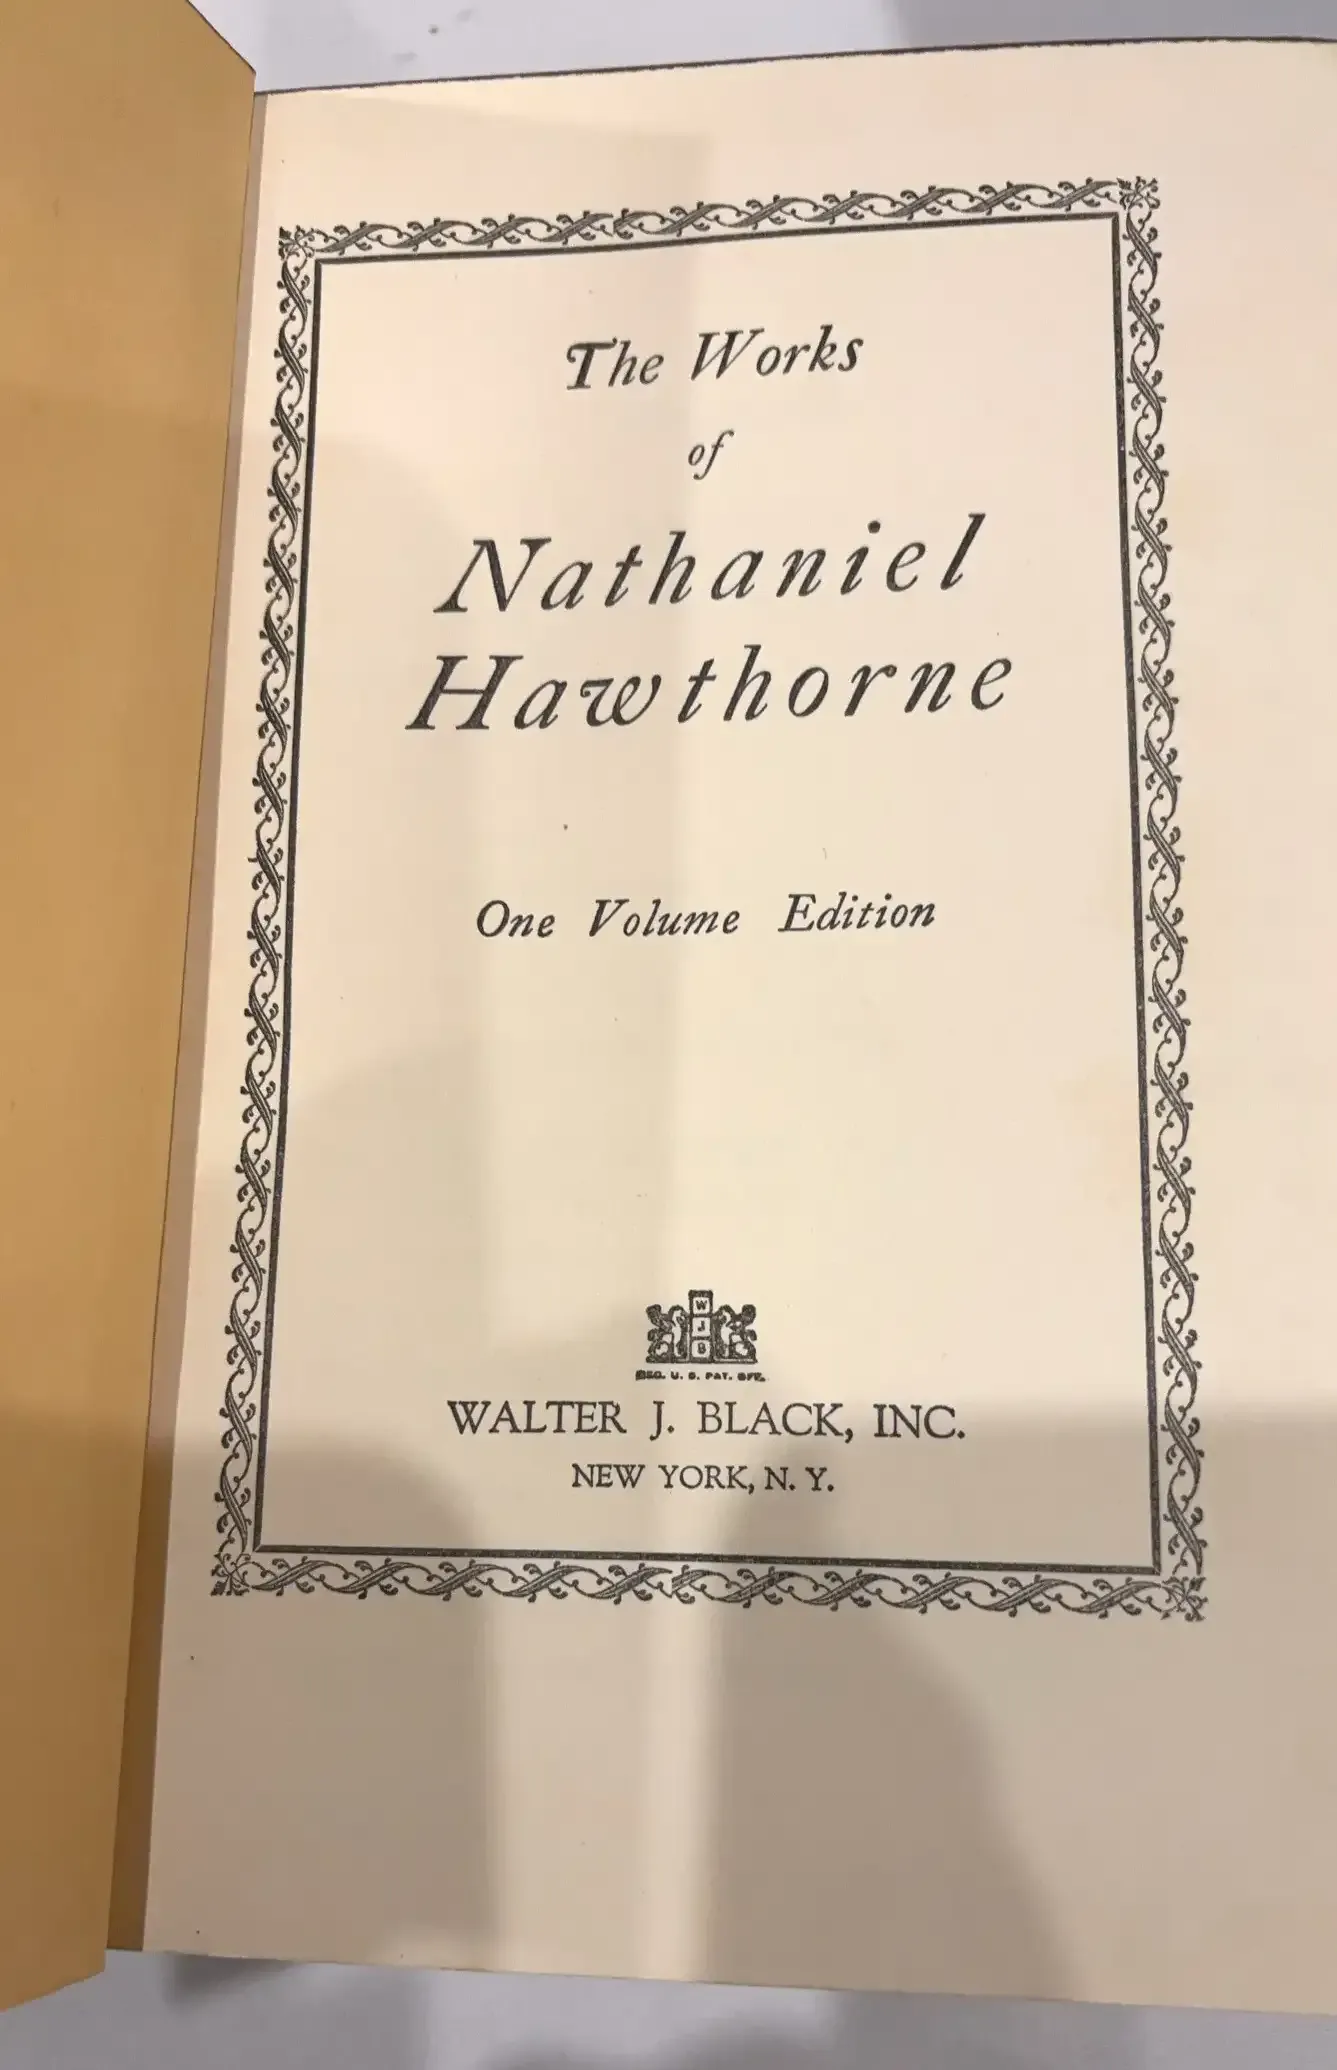 The Works
of
Nathaniel
Hawthorne
One Volume Edition
W
J
B
REG. U. S. PAT. OFF.
WALTER J. BLACK, INC.
NEW YORK, N. Y.